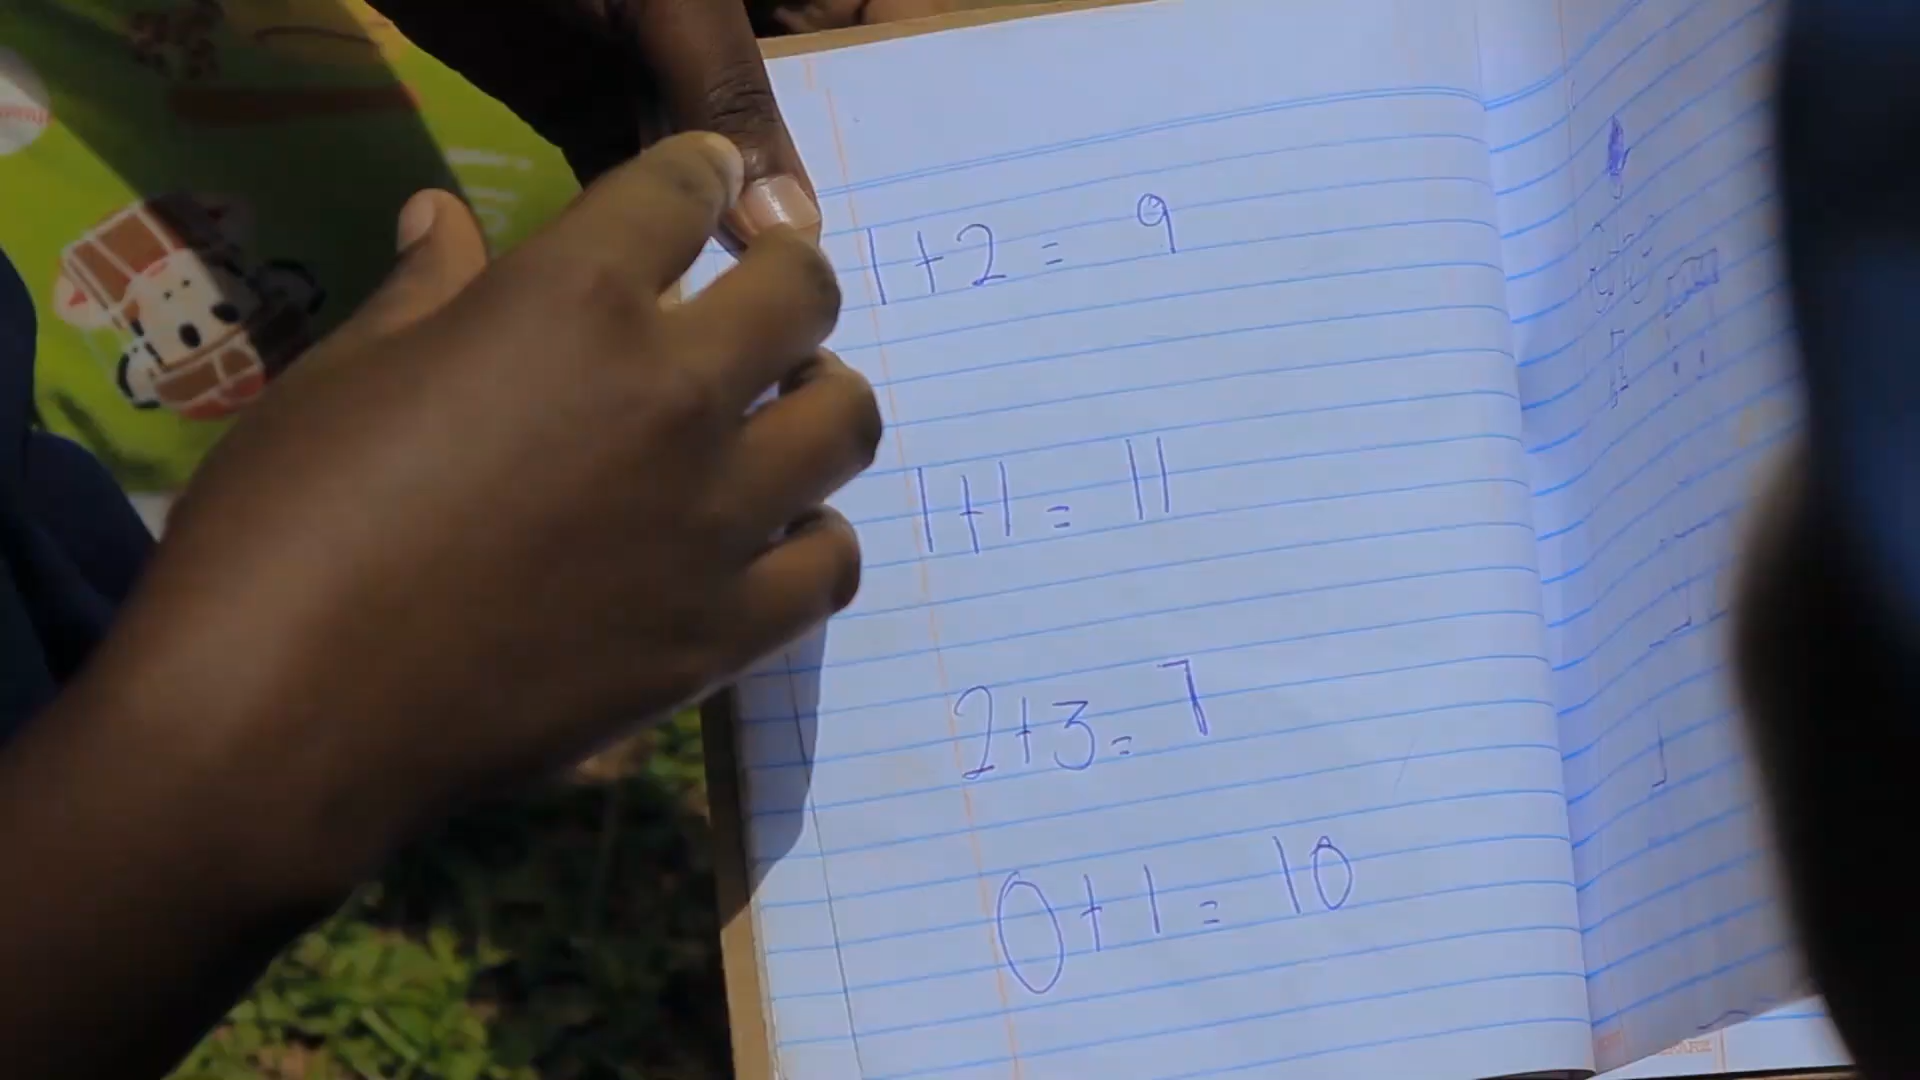 1+2= 9
1+1= 11
2+3= 7
0+1= 10